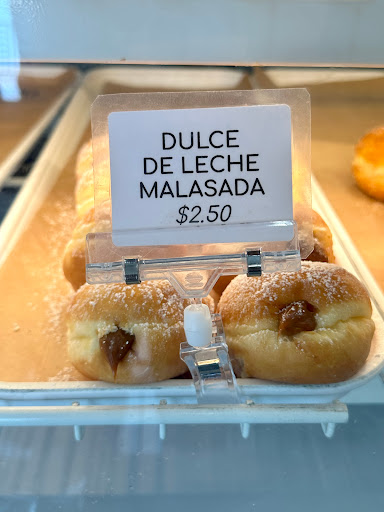 DULCE
DE LECHE
MALASADA
$2.50